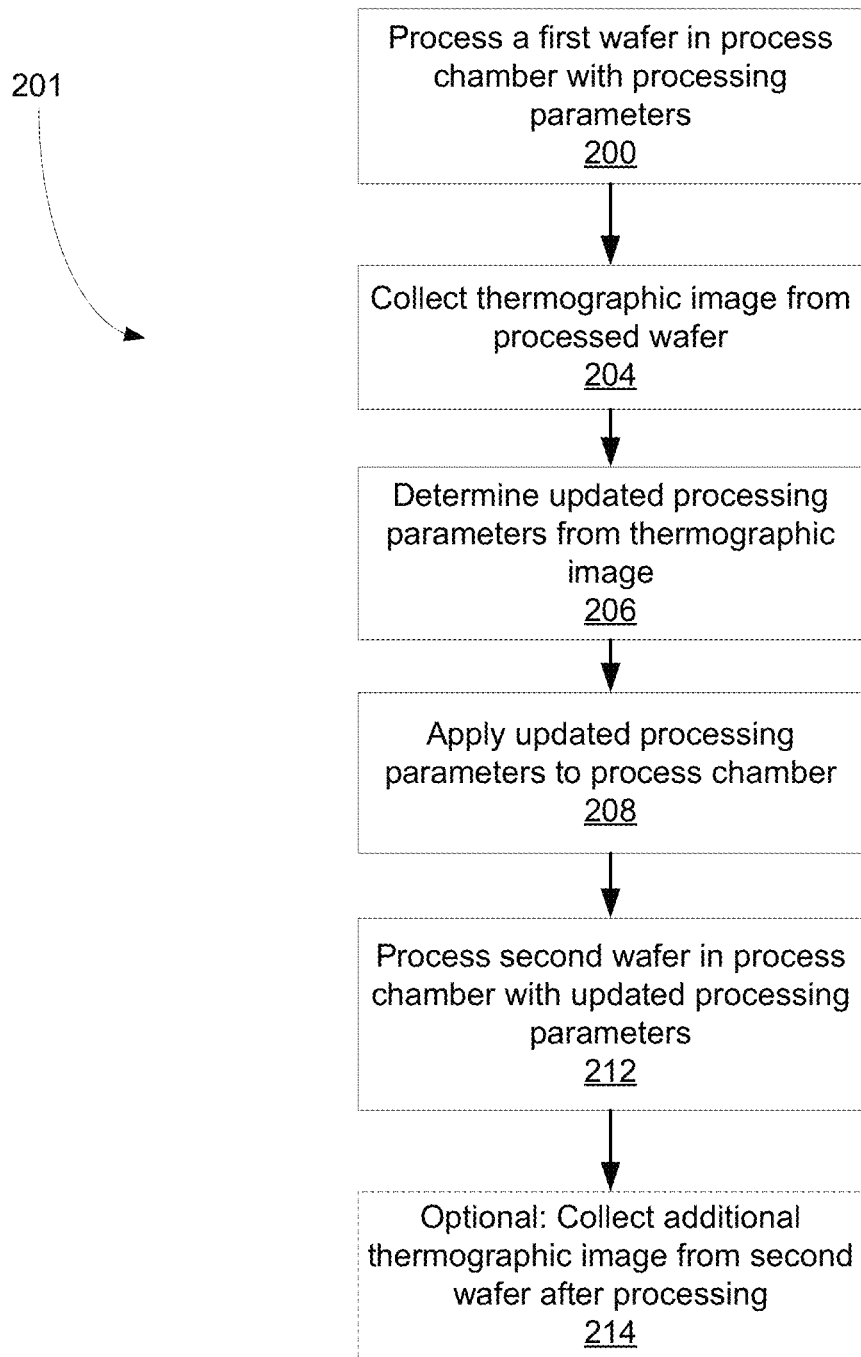 201
Process a first wafer in process
chamber with processing
parameters
200
Collect thermographic image from
processed wafer
204
Determine updated processing
parameters from thermographic
image
206
Apply updated processing
parameters to process chamber
208
Process second wafer in process
chamber with updated processing
parameters
212
Optional: Collect additional
thermographic image from second
wafer after processing
214